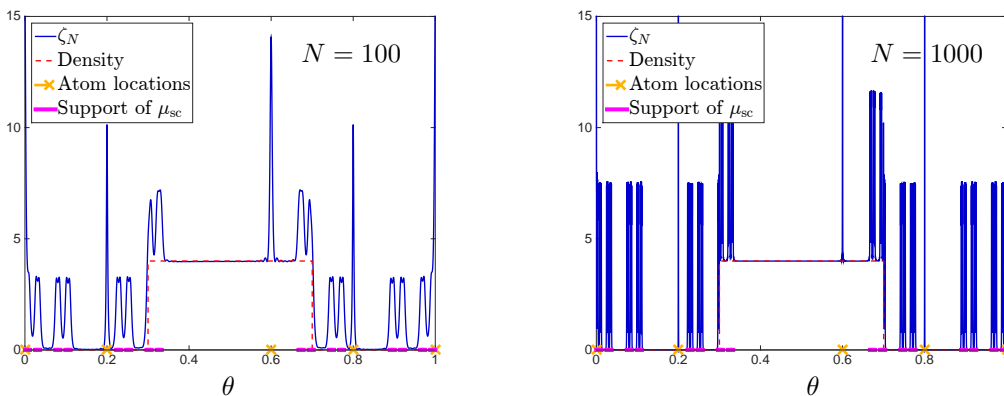 15
10
5
0
ζ_N
Density
Atom locations
Support of μ_sc
N = 100
0 0.2 0.4 0.6 0.8 1
θ
15
10
5
0
ζ_N
Density
Atom locations
Support of μ_sc
N = 1000
0 0.2 0.4 0.6 0.8
θ